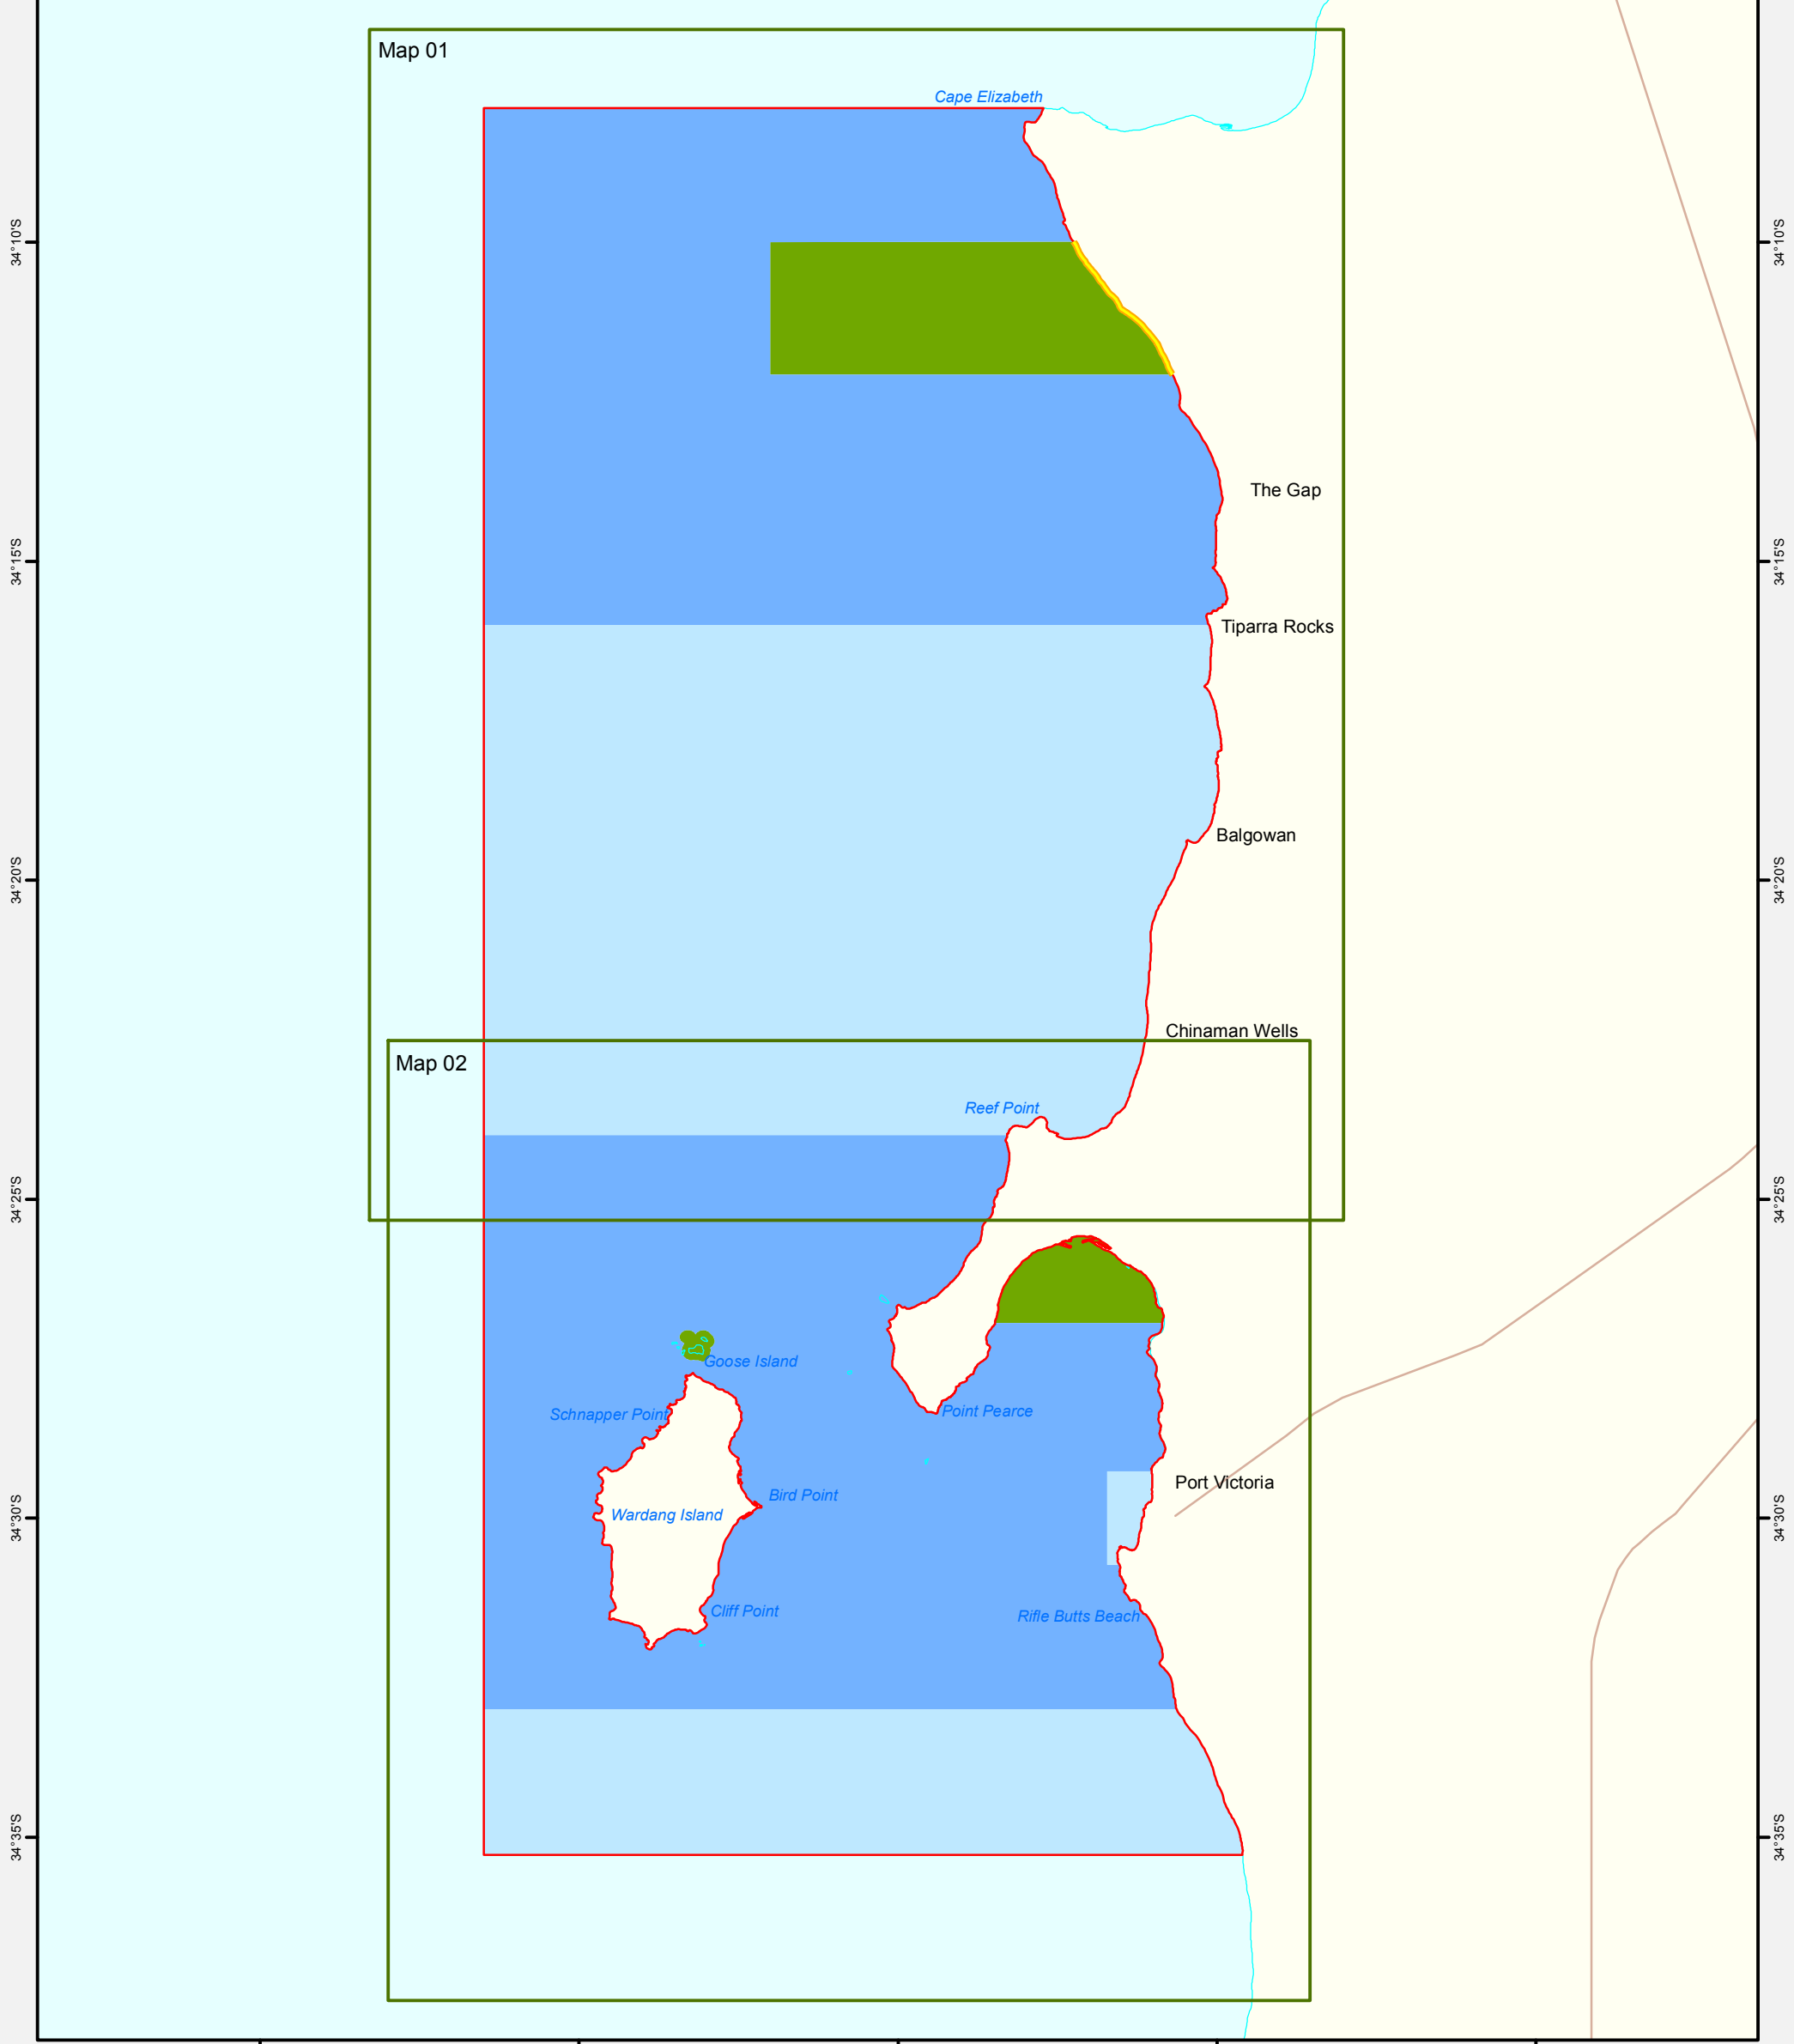 Map 01
Cape Elizabeth
34°10'S
34°10'S
The Gap
34°15'S
34°15'S
Tiparra Rocks
Balgowan
34°20'S
34°20'S
Chinaman Wells
Map 02
Reef Point
34°25'S
34°25'S
Goose Island
Schnapper Point
Point Pearce
Port Victoria
Bird Point
Wardang Island
34°30'S
34°30'S
Cliff Point
Rifle Butts Beach
34°35'S
34°35'S